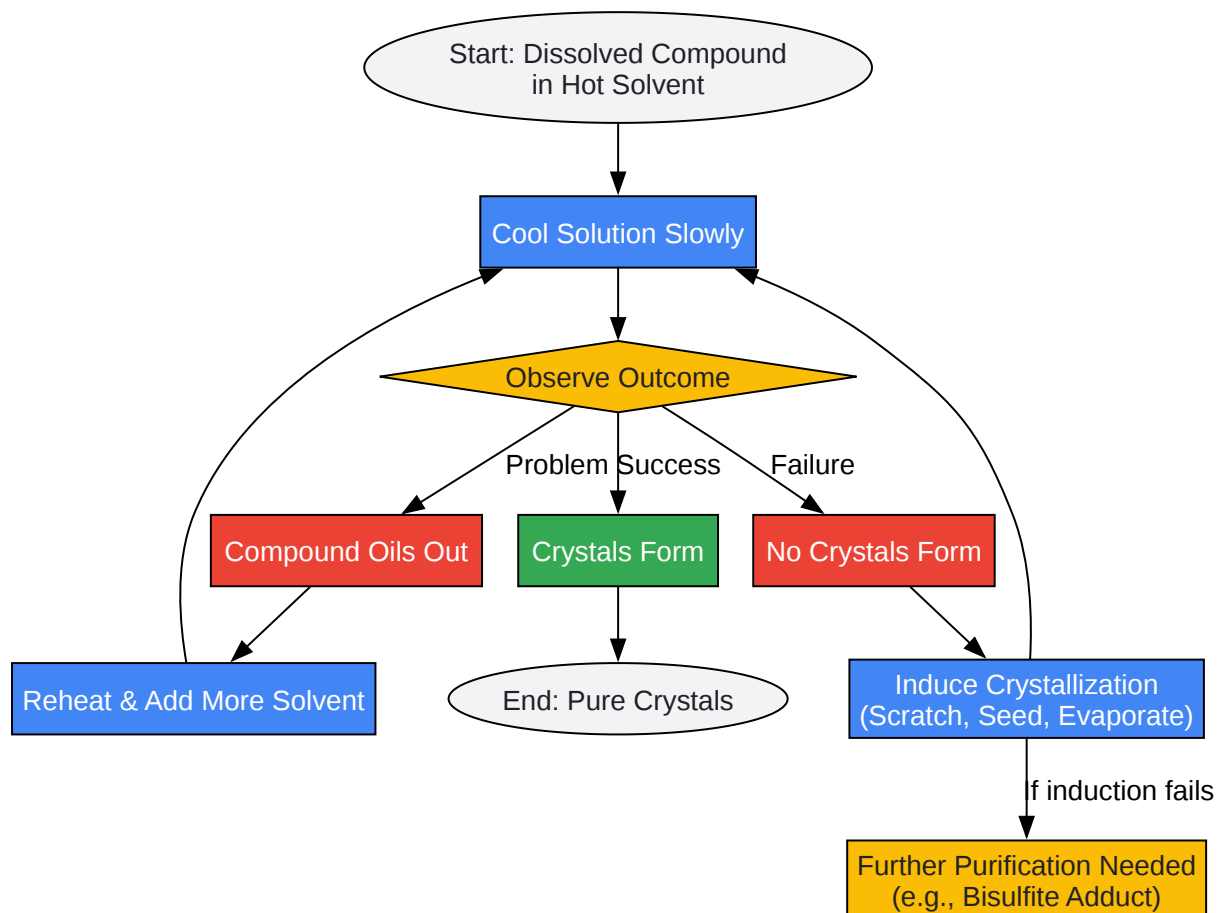 Start: Dissolved Compound
in Hot Solvent
Cool Solution Slowly
Observe Outcome
Problem
Success
Failure
Compound Oils Out
Crystals Form
No Crystals Form
Reheat & Add More Solvent
End: Pure Crystals
Induce Crystallization
(Scratch, Seed, Evaporate)
If induction fails
Further Purification Needed
(e.g., Bisulfite Adduct)